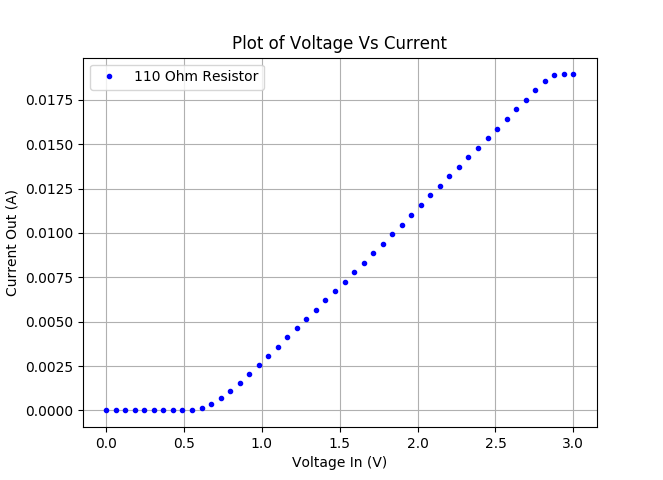 Plot of Voltage Vs Current
110 Ohm Resistor
0.0175
0.0150
0.0125
0.0100
0.0075
0.0050
0.0025
0.0000
Current Out (A)
0.0 0.5 1.0 1.5 2.0 2.5 3.0
Voltage In (V)